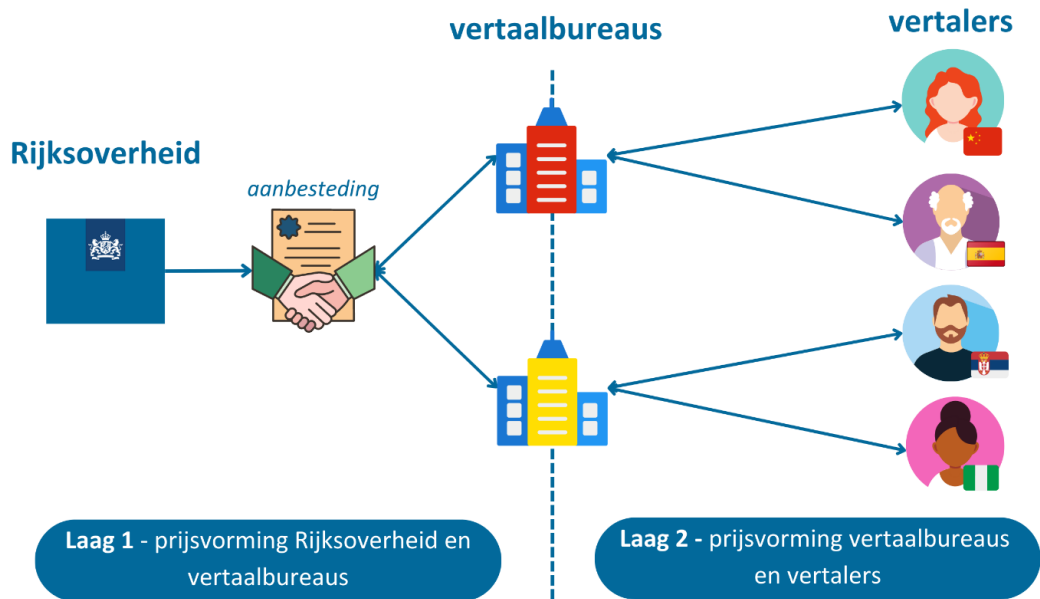 vertaalbureaus
vertalers
Rijksoverheid
aanbesteding
Laag 1 - prijsvorming Rijksoverheid en
vertaalbureaus
Laag 2 - prijsvorming vertaalbureaus
en vertalers